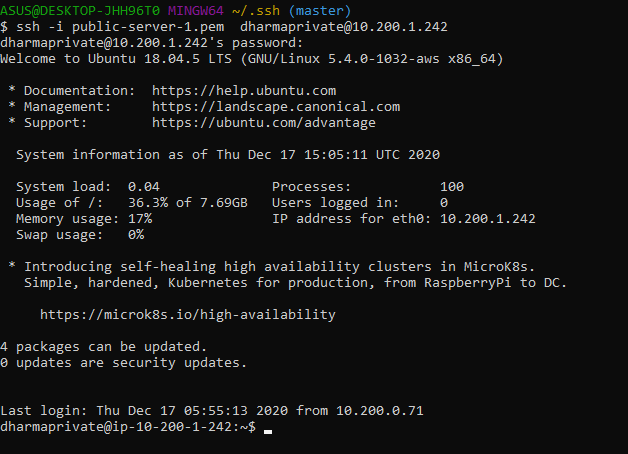 ASUS@DESKTOP-JHH96T0 MINGW64 ~/.ssh (master)
$ ssh -i public-server-1.pem  dharmaprivate@10.200.1.242
dharmaprivate@10.200.1.242's password:
Welcome to Ubuntu 18.04.5 LTS (GNU/Linux 5.4.0-1032-aws x86_64)

 * Documentation:  https://help.ubuntu.com
 * Management:     https://landscape.canonical.com
 * Support:        https://ubuntu.com/advantage

  System information as of Thu Dec 17 15:05:11 UTC 2020

  System load:  0.04              Processes:           100
  Usage of /:   36.3% of 7.69GB   Users logged in:     0
  Memory usage: 17%               IP address for eth0: 10.200.1.242
  Swap usage:   0%

 * Introducing self-healing high availability clusters in MicroK8s.
   Simple, hardened, Kubernetes for production, from RaspberryPi to DC.

     https://microk8s.io/high-availability

4 packages can be updated.
0 updates are security updates.


Last login: Thu Dec 17 05:55:13 2020 from 10.200.0.71
dharmaprivate@ip-10-200-1-242:~$